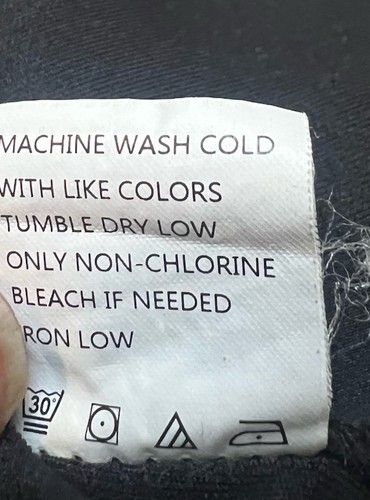 MACHINE WASH COLD
WITH LIKE COLORS
TUMBLE DRY LOW
ONLY NON-CHLORINE
BLEACH IF NEEDED
RON LOW
30°